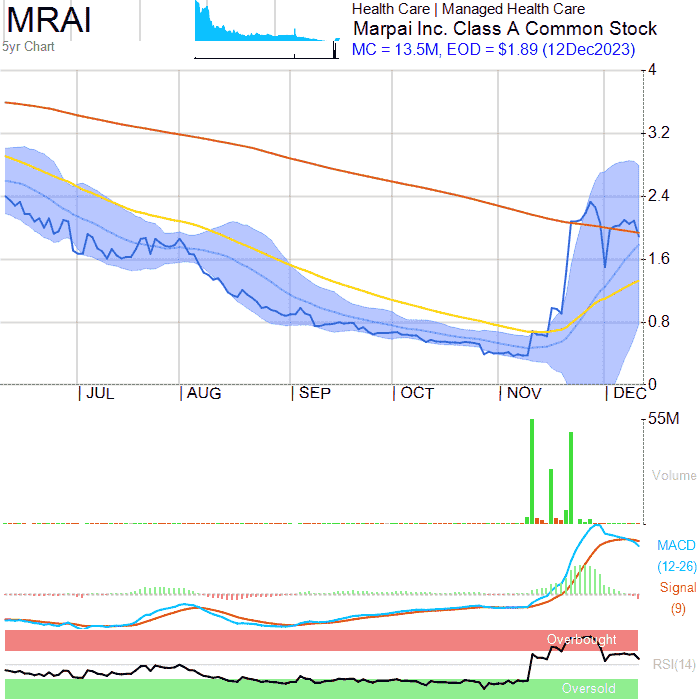 MRAI
5yr Chart
Health Care | Managed Health Care
Marpai Inc. Class A Common Stock
MC = 13.5M, EOD = $1.89 (12Dec2023)
4
3.2
2.4
1.6
0.8
0
| JUL | AUG | SEP | OCT | NOV | DEC
55M
Volume
MACD
(12-26)
Signal
(9)
Overbought
RSI(14)
Oversold